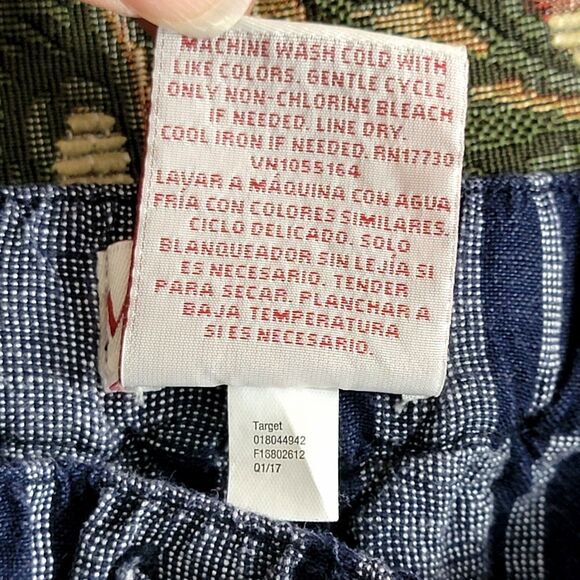 MACHINE WASH COLD WITH
LIKE COLORS. GENTLE CYCLE.
ONLY NON-CHLORINE BLEACH
IF NEEDED. LINE DRY.
COOL IRON IF NEEDED. RN17730
VN1055164
LAVAR A MÁQUINA CON AGUA
FRÍA CON COLORES SIMILARES.
CICLO DELICADO. SOLO
BLANQUEADOR SIN LEJÍA SI
ES NECESARIO. TENDER
PARA SECAR. PLANCHAR A
BAJA TEMPERATURA
SI ES NECESARIO.
Target
018044942
F16802612
Q1/17